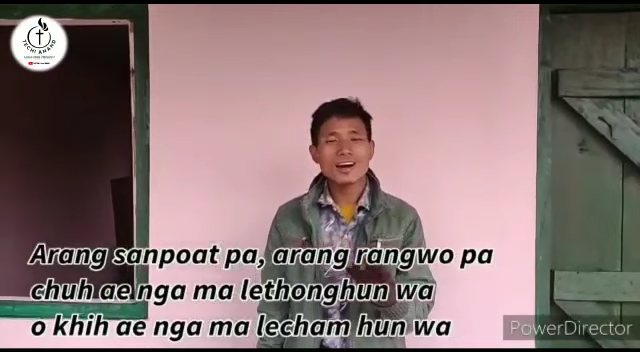 TECHI ANAND
Arang sanpoat pa, arang rangwo pa
chuh ae nga ma lethonghun wa
o khih ae nga ma lecham hun wa
PowerDirector